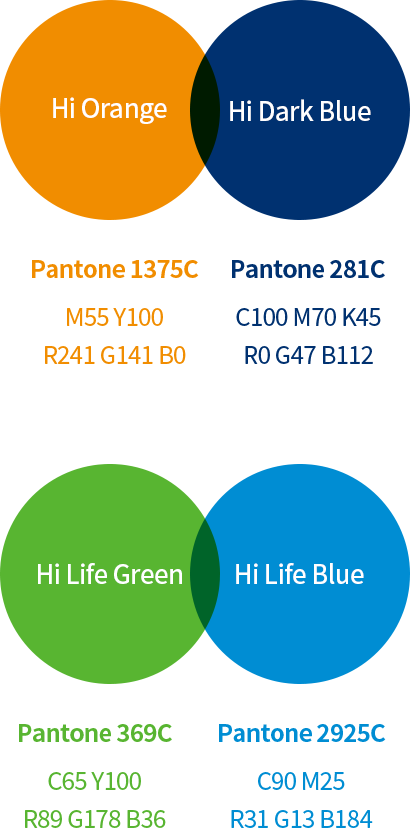 Hi Orange
Hi Dark Blue
Pantone 1375C
Pantone 281C
M55 Y100
C100 M70 K45
R241 G141 B0
R0 G47 B112
Hi Life Green
Hi Life Blue
Pantone 369C
Pantone 2925C
C65 Y100
C90 M25
R89 G178 B36
R31 G13 B184